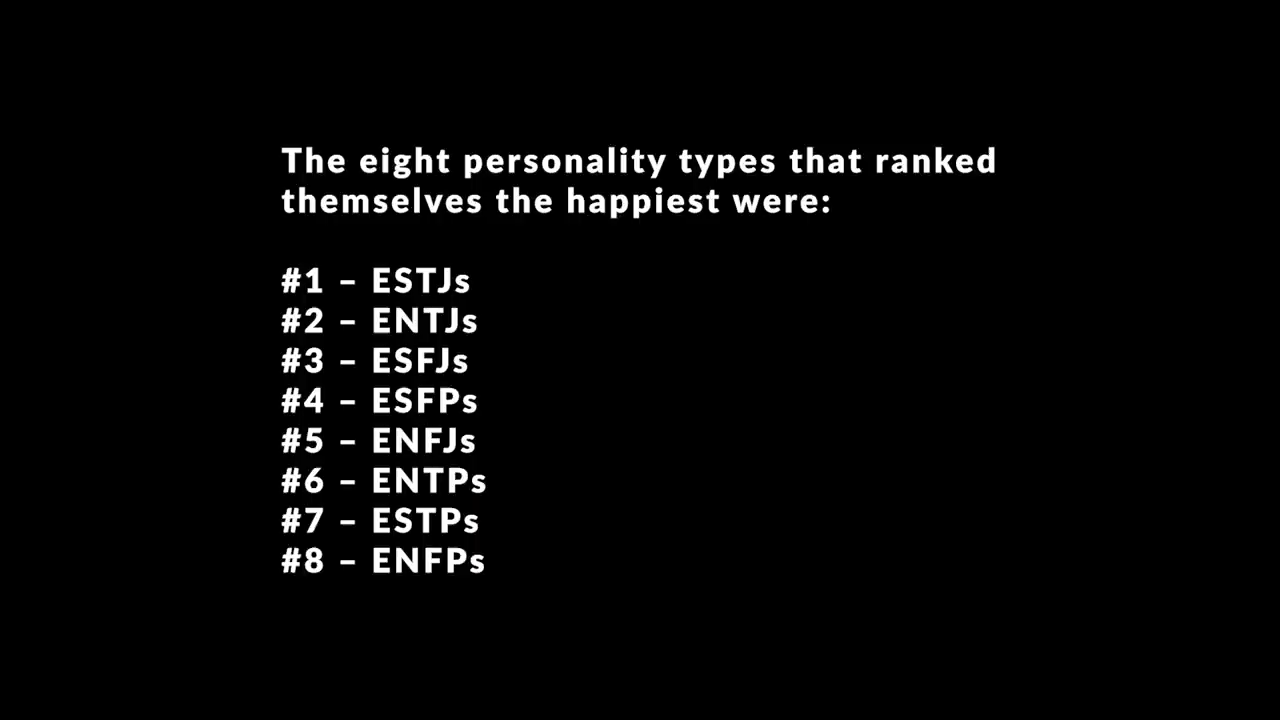 The eight personality types that ranked
themselves the happiest were:
#1 – ESTJs
#2 – ENTJs
#3 – ESFJs
#4 – ESFPs
#5 – ENFJs
#6 – ENTPs
#7 – ESTPs
#8 – ENFPs